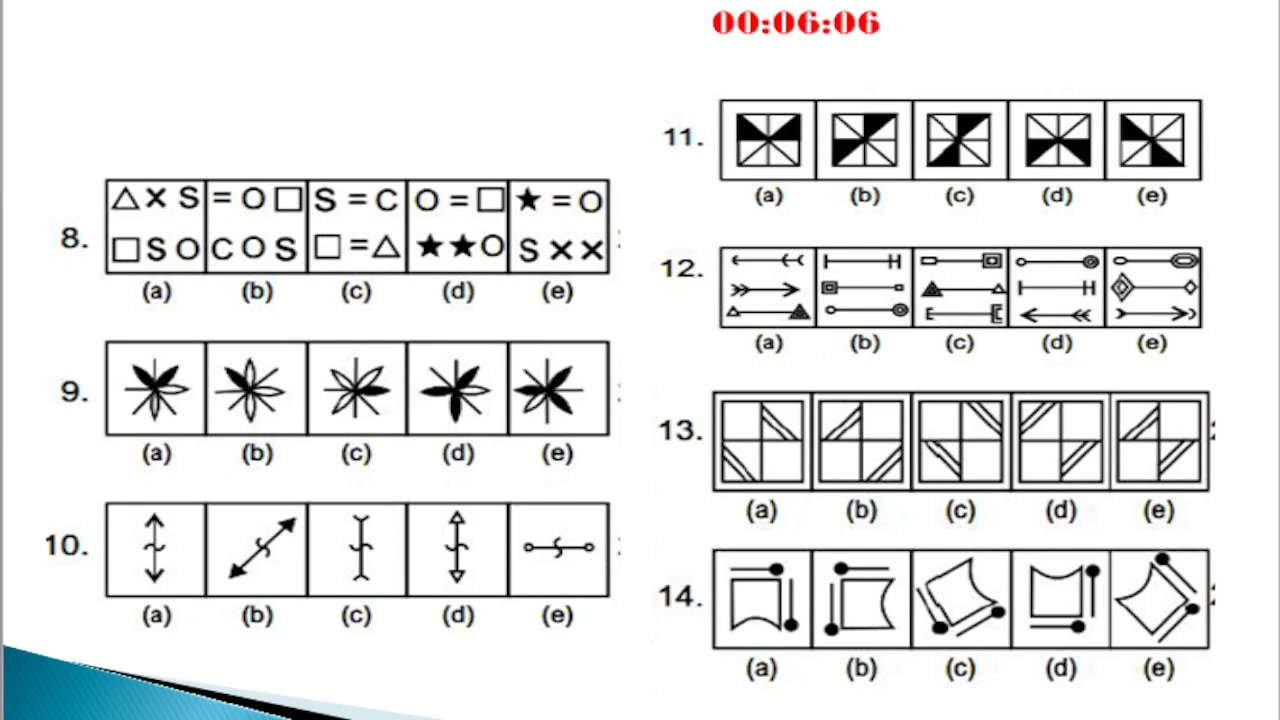 00:06:06
8.
△ × S = O □ S = C O = □ ★ = O
□ S O C O S □ = △ ★ ★ O S × ×
(a) (b) (c) (d) (e)
9.
(a) (b) (c) (d) (e)
10.
(a) (b) (c) (d) (e)
11.
(a) (b) (c) (d) (e)
12.
(a) (b) (c) (d) (e)
13.
(a) (b) (c) (d) (e)
14.
(a) (b) (c) (d) (e)